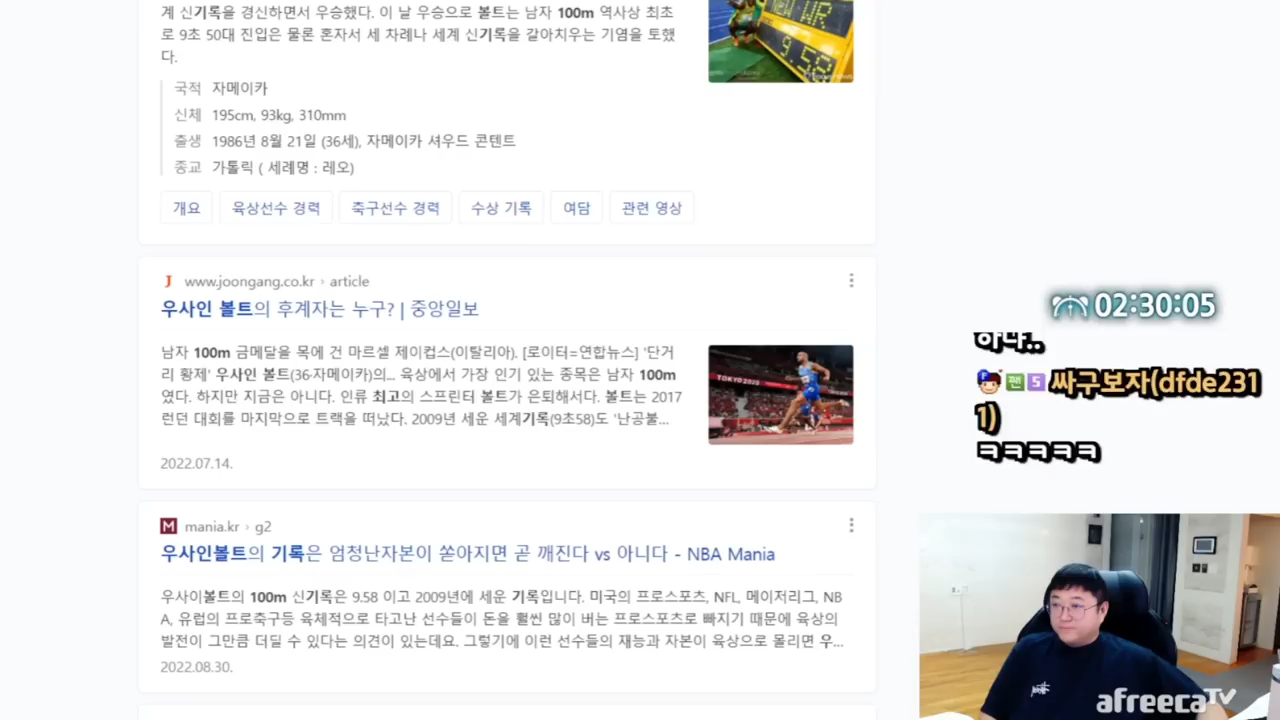 계 신기록을 경신하면서 우승했다. 이 날 우승으로 볼트는 남자 100m 역사상 최초
로 9초 50대 진입은 물론 혼자서 세 차례나 세계 신기록을 갈아치우는 기염을 토했
다.
WR
9.58
국적 자메이카
신체 195cm, 93kg, 310mm
출생 1986년 8월 21일 (36세), 자메이카 셔우드 콘텐트
종교 가톨릭 ( 세례명 : 레오)
개요 육상선수 경력 축구선수 경력 수상 기록 여담 관련 영상
J www.joongang.co.kr › article
우사인 볼트의 후계자는 누구? | 중앙일보
남자 100m 금메달을 목에 건 마르셀 제이컵스(이탈리아). [로이터=연합뉴스] '단거
리 황제' 우사인 볼트(36·자메이카)의... 육상에서 가장 인기 있는 종목은 남자 100m
였다. 하지만 지금은 아니다. 인류 최고의 스프린터 볼트가 은퇴해서다. 볼트는 2017
런던 대회를 마지막으로 트랙을 떠났다. 2009년 세운 세계기록(9초58)도 '난공불...
TOKYO 2020
2022.07.14.
M mania.kr › g2
우사인볼트의 기록은 엄청난자본이 쏟아지면 곧 깨진다 vs 아니다 - NBA Mania
우사이볼트의 100m 신기록은 9.58 이고 2009년에 세운 기록입니다. 미국의 프로스포츠, NFL, 메이저리그, NB
A, 유럽의 프로축구등 육체적으로 타고난 선수들이 돈을 훨씬 많이 버는 프로스포츠로 빠지기 때문에 육상의
발전이 그만큼 더딜 수 있다는 의견이 있는데요. 그렇기에 이런 선수들의 재능과 자본이 육상으로 몰리면 우...
2022.08.30.
02:30:05
팬 5 싸구보자(dfde231
1)
ㅋㅋㅋㅋㅋ
afreecaTV